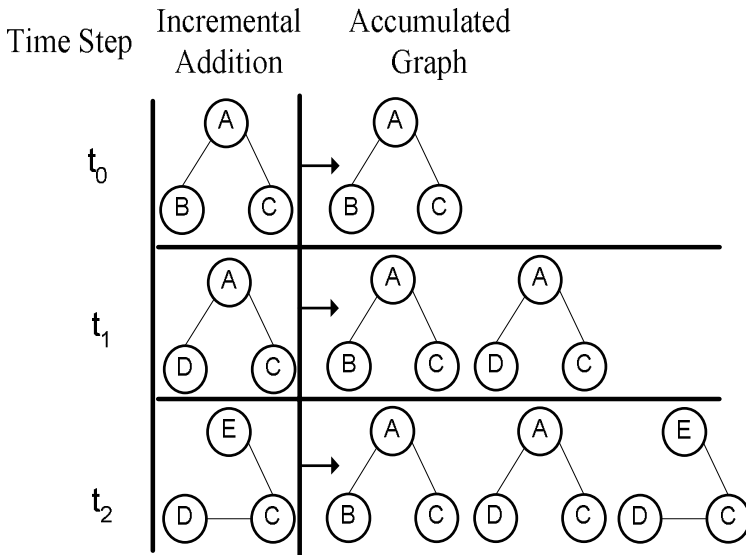 Time Step
Incremental Addition
Accumulated Graph
t0
A
A
B C
B C
t1
A
A A
D C
B C D C
t2
E
A A E
D C
B C D C D C